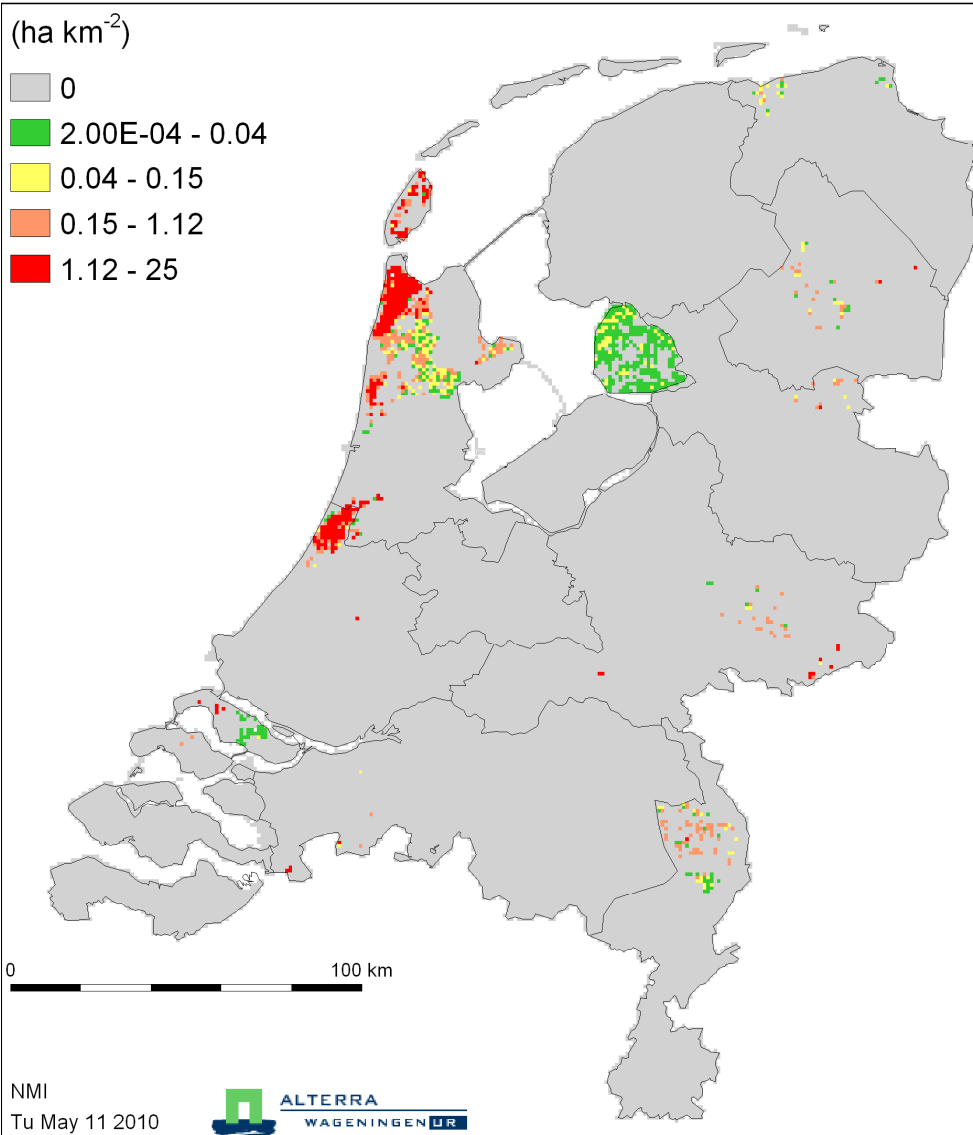 (ha km⁻²)
0
2.00E-04 - 0.04
0.04 - 0.15
0.15 - 1.12
1.12 - 25
0 100 km
NMI
Tu May 11 2010
ALTERRA
WAGENINGEN UR